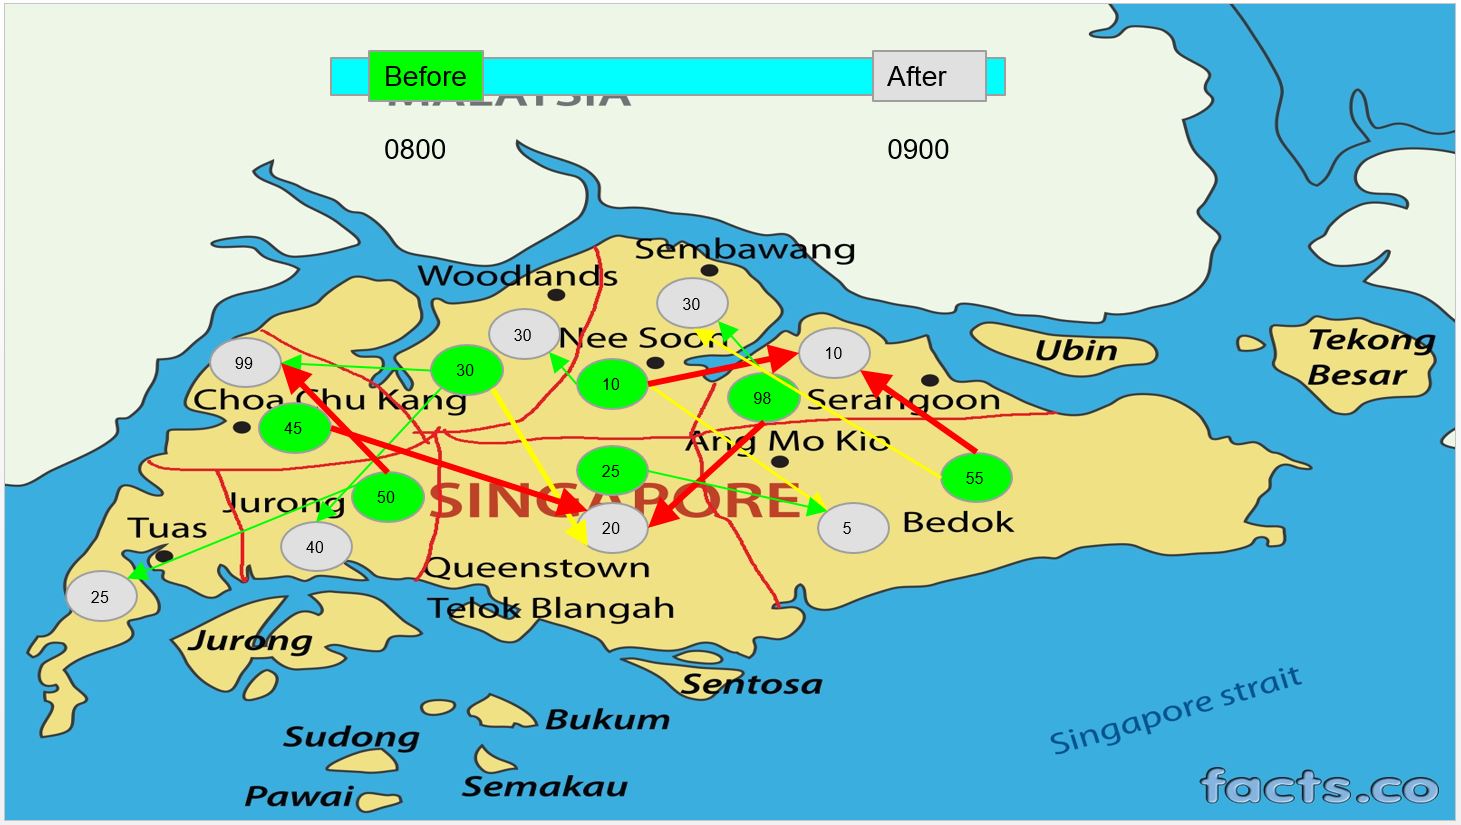 Before
After
MALAYSIA
0800
0900
Sembawang
Woodlands
30
30
Nee Soon
10
Ubin
Tekong
Besar
99
30
10
98
Choa Chu Kang
Serangoon
45
Ang Mo Kio
25
55
50
Jurong
SINGAPORE
Tuas
20
5
Bedok
40
Queenstown
25
Telok Blangah
Jurong
Sentosa
Bukum
Singapore strait
Sudong
Semakau
Pawai
facts.co